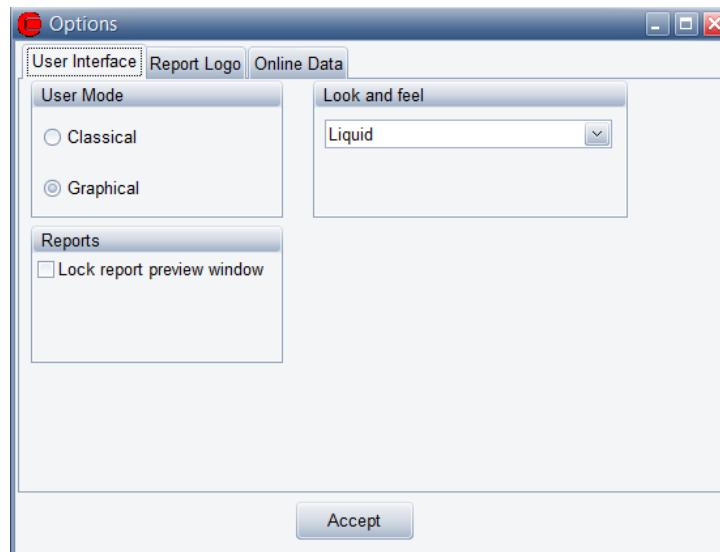 Options
User Interface Report Logo Online Data
User Mode
Look and feel
Classical
Liquid
Graphical
Reports
Lock report preview window
Accept